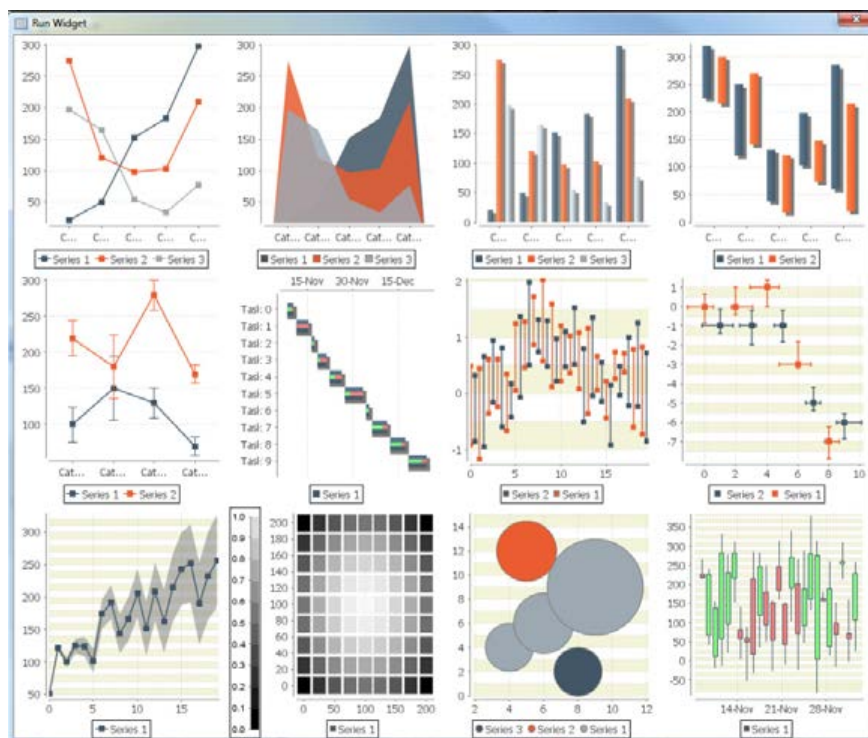 Run Widget
300
250
200
150
100
50
0
C... C... C... C... C...
Series 1 Series 2 Series 3
300
250
200
150
100
50
Cat... Cat... Cat... Cat... Cat...
Series 1 Series 2 Series 3
300
250
200
150
100
50
0
C... C... C... C... C...
Series 1 Series 2 Series 3
300
250
200
150
100
50
0
C... C... C... C... C...
Series 1 Series 2
250
200
150
100
Cat... Cat... Cat... Cat...
Series 1 Series 2
15-Nov 30-Nov 15-Dec
Task 0
Task 1
Task 2
Task 3
Task 4
Task 5
Task 6
Task 7
Task 8
Task 9
Series 1
2
1
0
-1
0 5 10 15
Series 2 Series 1
1
0
-1
-5
-6
-7
0 2 4 6 8 10
Series 2 Series 1
300
250
200
150
100
50
0 5 10 15
Series 1
1.0
0.9
0.8
0.7
0.6
0.5
0.4
0.3
0.2
0.1
0.0
200
180
160
140
120
100
80
60
40
20
0
0 50 100 150 200
Series 1
14
12
10
8
6
4
2
0
0 2 4 6 8 10 12
Series 3 Series 2 Series 1
350
300
250
200
150
100
50
0
-50
14-Nov 21-Nov 28-Nov
Series 1